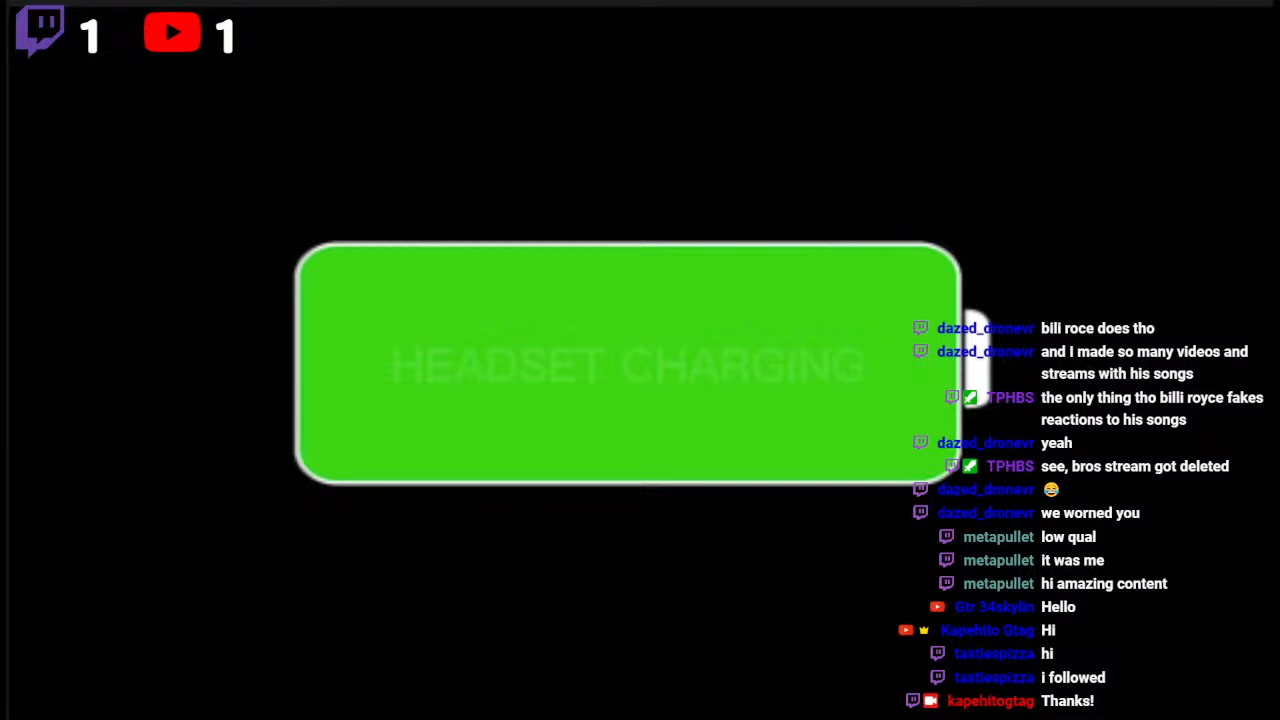 1 1
HEADSET CHARGING
dazed_dronevr bili roce does tho
dazed_dronevr and I made so many videos and
streams with his songs
TPHBS the only thing tho billi royce fakes
reactions to his songs
dazed_dronevr yeah
TPHBS see, bros stream got deleted
dazed_dronevr 😂
dazed_dronevr we worned you
metapullet low qual
metapullet it was me
metapullet hi amazing content
Gtr 34skylin Hello
Kapehito Gtag Hi
tastiespizza hi
tastiespizza i followed
kapehitogtag Thanks!